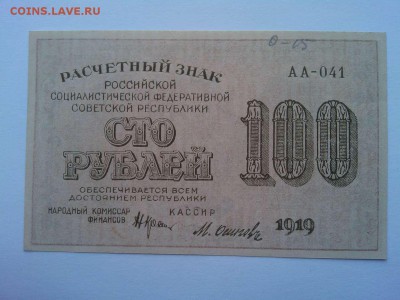 COINS.LAVE.RU
0-05
РАСЧЕТНЫЙ ЗНАК
РОССИЙСКОЙ
СОЦИАЛИСТИЧЕСКОЙ ФЕДЕРАТИВНОЙ
СОВЕТСКОЙ РЕСПУБЛИКИ
АА-041
СТО
РУБЛЕЙ
100
ОБЕСПЕЧИВАЕТСЯ ВСЕМ
ДОСТОЯНИЕМ РЕСПУБЛИКИ
НАРОДНЫЙ КОМИССАР
ФИНАНСОВ
КАССИР
1919